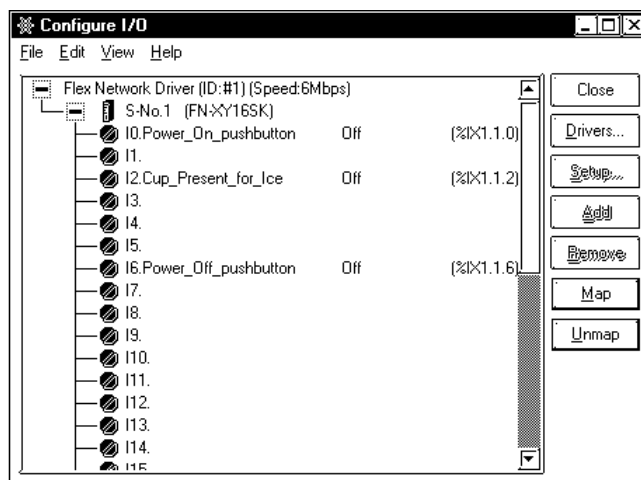 Configure I/O
File Edit View Help
Flex Network Driver (ID:#1) (Speed:6Mbps)
S-No.1 (FN-XY16SK)
I0.Power_On_pushbutton Off (%IX1.1.0)
I1.
I2.Cup_Present_for_Ice Off (%IX1.1.2)
I3.
I4.
I5.
I6.Power_Off_pushbutton Off (%IX1.1.6)
I7.
I8.
I9.
I10.
I11.
I12.
I13.
I14.
I15.
Close
Drivers...
Setup...
Add
Remove
Map
Unmap